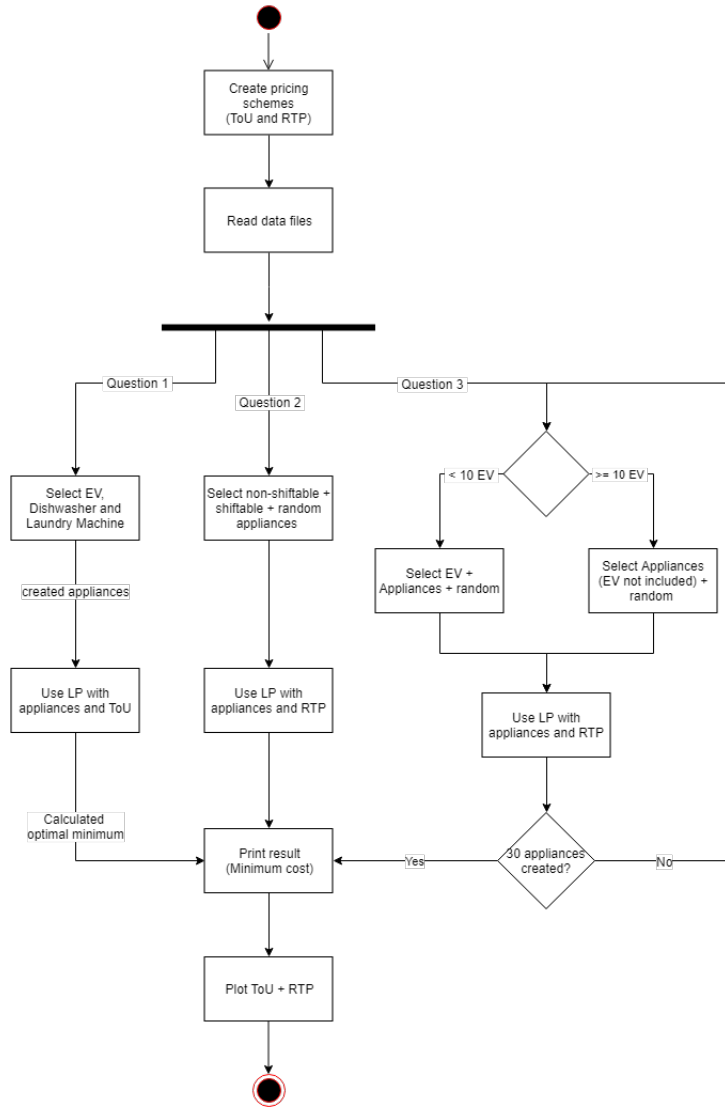 Create pricing
schemes
(ToU and RTP)
Read data files
Question 1
Question 2
Question 3
< 10 EV
>= 10 EV
Select EV,
Dishwasher and
Laundry Machine
Select non-shiftable +
shiftable + random
appliances
Select EV +
Appliances + random
Select Appliances
(EV not included) +
random
created appliances
Use LP with
appliances and ToU
Use LP with
appliances and RTP
Use LP with
appliances and RTP
Calculated
optimal minimum
Print result
(Minimum cost)
Yes
30 appliances
created?
No
Plot ToU + RTP